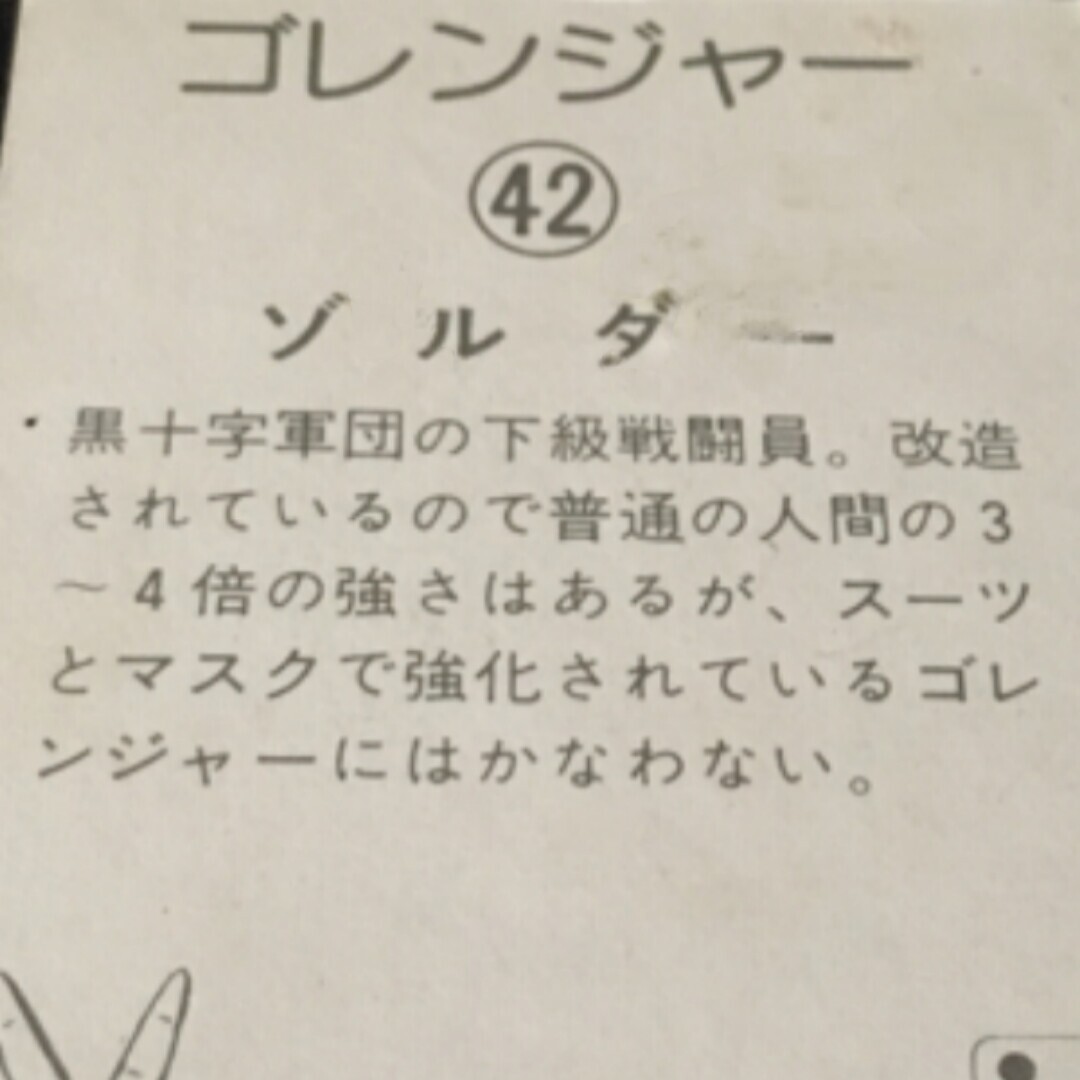 ゴレンジャー
㊷
ゾルダー
・黒十字軍団の下級戦闘員。改造
されているので普通の人間の3
〜4倍の強さはあるが、スーツ
とマスクで強化されているゴレ
ンジャーにはかなわない。